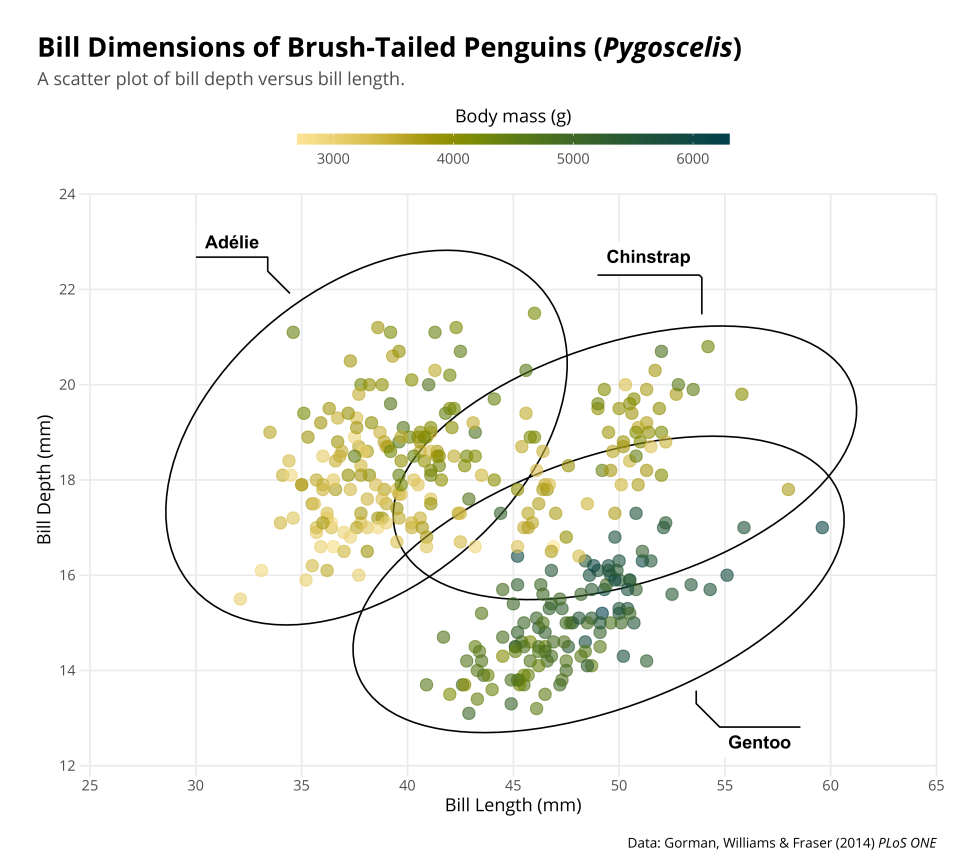 Bill Dimensions of Brush-Tailed Penguins (Pygoscelis)
A scatter plot of bill depth versus bill length.
Body mass (g)
3000 4000 5000 6000
24
22
20
18
16
14
12
Bill Depth (mm)
Adélie
Chinstrap
Gentoo
25 30 35 40 45 50 55 60 65
Bill Length (mm)
Data: Gorman, Williams & Fraser (2014) PLoS ONE